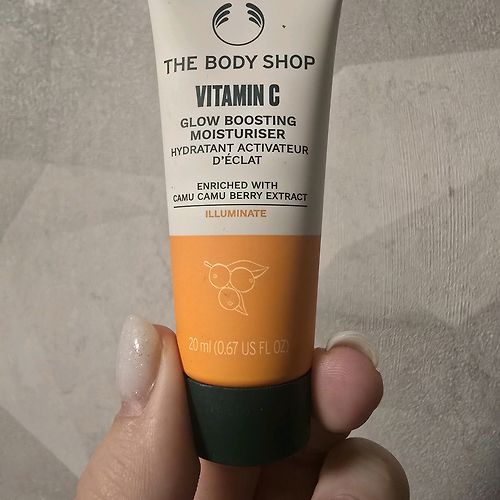 THE BODY SHOP
VITAMIN C
GLOW BOOSTING
MOISTURISER
HYDRATANT ACTIVATEUR
D'ÉCLAT
ENRICHED WITH
CAMU CAMU BERRY EXTRACT
ILLUMINATE
20 ml (0.67 US FL OZ)